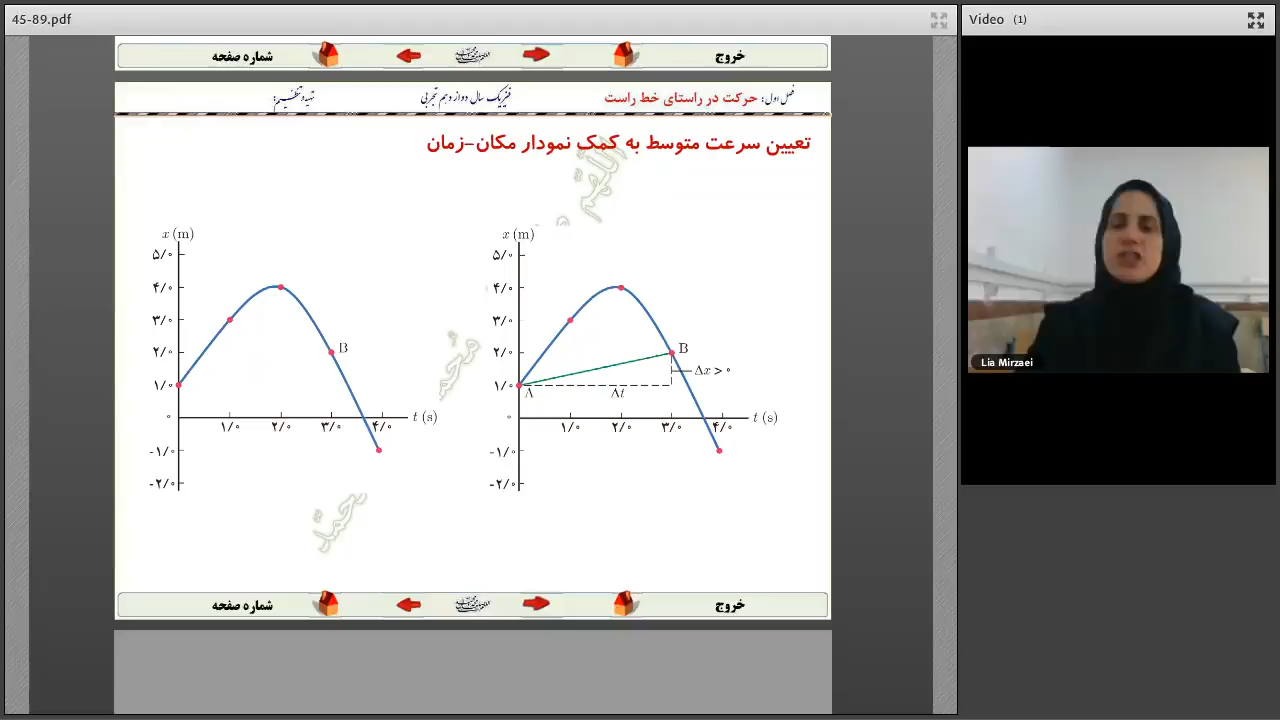 45-89.pdf
Video (1)
خروج
شماره صفحه
فصل اول: حرکت در راستای خط راست
فیزیک سال دوازدهم تجربی
تهیه و تنظیم:
تعیین سرعت متوسط به کمک نمودار مکان-زمان
x (m)
۵/۰
۴/۰
۳/۰
۲/۰
۱/۰
۰
-۱/۰
-۲/۰
B
۱/۰ ۲/۰ ۳/۰ ۴/۰ t (s)
x (m)
۵/۰
۴/۰
۳/۰
۲/۰
۱/۰
۰
-۱/۰
-۲/۰
A
B
Δx > ۰
Δt
۱/۰ ۲/۰ ۳/۰ ۴/۰ t (s)
خروج
شماره صفحه
Lia Mirzaei